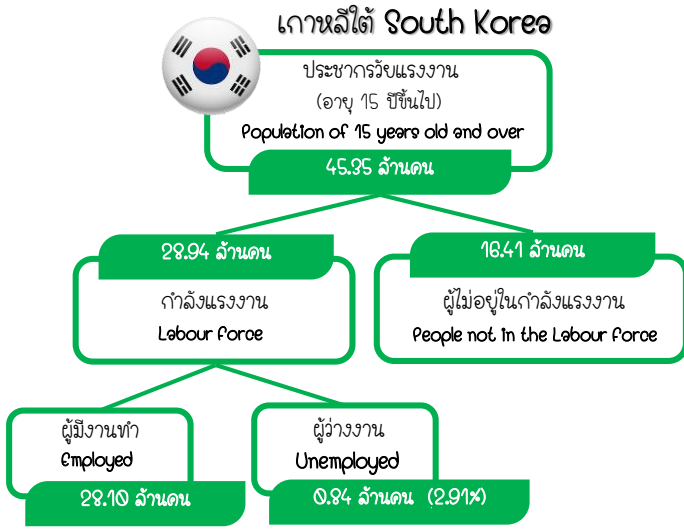 เกาหลีใต้ South Korea
ประชากรวัยแรงงาน
(อายุ 15 ปีขึ้นไป)
Population of 15 years old and over
45.35 ล้านคน
28.94 ล้านคน
กำลังแรงงาน
Labour Force
16.41 ล้านคน
ผู้ไม่อยู่ในกำลังแรงงาน
People not in the Labour Force
ผู้มีงานทำ
Employed
28.10 ล้านคน
ผู้ว่างงาน
Unemployed
0.84 ล้านคน (2.91%)